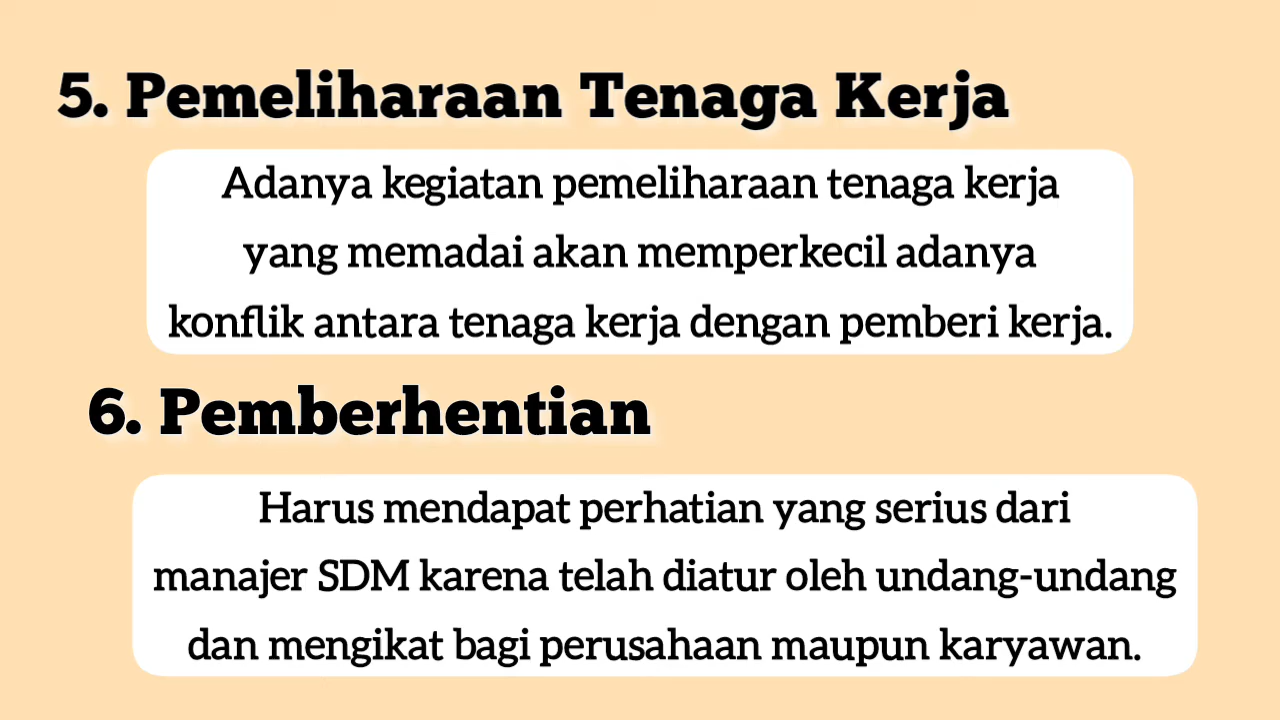 5. Pemeliharaan Tenaga Kerja
Adanya kegiatan pemeliharaan tenaga kerja
yang memadai akan memperkecil adanya
konflik antara tenaga kerja dengan pemberi kerja.
6. Pemberhentian
Harus mendapat perhatian yang serius dari
manajer SDM karena telah diatur oleh undang-undang
dan mengikat bagi perusahaan maupun karyawan.